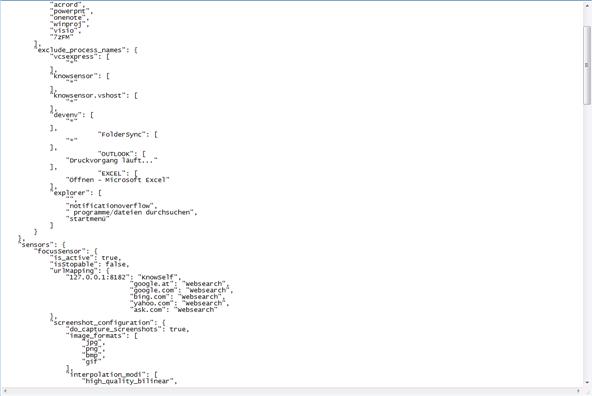 "acrord",
"powerpnt",
"onenote",
"winproj",
"visio",
"7zFM"
],
"exclude_process_names": {
"vcsexpress": [
"*"
],
"knowsensor": [
"*"
],
"knowsensor.vshost": [
"*"
],
"devenv": [
"*"
],
"FolderSync": [
"*"
],
"OUTLOOK": [
"Druckvorgang läuft..."
],
"EXCEL": [
"Öffnen - Microsoft Excel"
],
"explorer": [
"",
"notificationoverflow",
" programme/dateien durchsuchen",
"startmenü"
]
}
},
"sensors": {
"focusSensor": {
"is_active": true,
"isStopable": false,
"urlMapping": {
"127.0.0.1:8182": "KnowSelf",
"google.at": "websearch",
"google.com": "websearch",
"bing.com": "websearch",
"yahoo.com": "websearch",
"ask.com": "websearch"
},
"screenshot_configuration": {
"do_capture_screenshots": true,
"image_formats": [
"jpg",
"png",
"bmp",
"gif"
],
"interpolation_modi": [
"high_quality_bilinear",